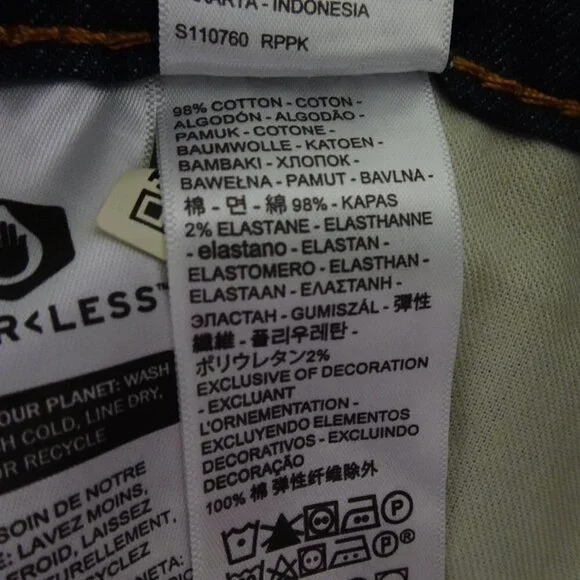 - INDONESIA
S110760 RPPK
98% COTTON - COTON -
ALGODÓN - ALGODÃO -
PAMUK - COTONE -
BAUMWOLLE - KATOEN -
BAMBAKI - ХЛОПОК -
BAWEŁNA - PAMUT - BAVLNA -
棉 - 면 - 綿 98% - KAPAS
2% ELASTANE - ELASTHANNE
- elastano - ELASTAN -
ELASTOMERO - ELASTHAN -
ELASTAAN - ΕΛΑΣΤΑΝΗ -
ЭЛАСТАН - GUMISZÁL - 彈性
纖維 - 폴리우레탄 -
ポリウレタン2%
EXCLUSIVE OF DECORATION
- EXCLUANT
L'ORNEMENTATION -
EXCLUYENDO ELEMENTOS
DECORATIVOS - EXCLUINDO
DECORAÇÃO
100% 棉 弹性纤维除外
R<LESS™
OUR PLANET: WASH
COLD, LINE DRY,
OR RECYCLE
SOIN DE NOTRE
LAVEZ MOINS,
LAISSEZ